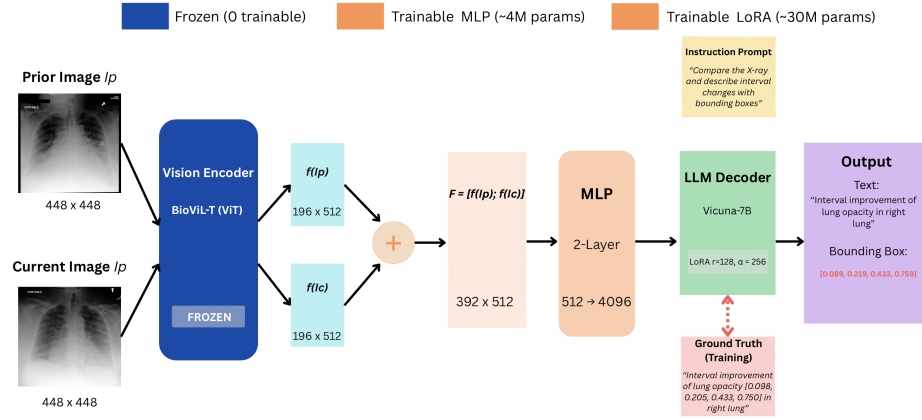 Frozen (0 trainable)
Trainable MLP (~4M params)
Trainable LoRA (~30M params)
Prior Image Ip
PORTABLE
448 x 448
Current Image Ip
PORTABLE
448 x 448
Vision Encoder
BioViL-T (ViT)
FROZEN
f(Ip)
196 x 512
f(Ic)
196 x 512
+
F = [f(Ip); f(Ic)]
392 x 512
MLP
2-Layer
512 → 4096
Instruction Prompt
“Compare the X-ray
and describe interval
changes with
bounding boxes”
LLM Decoder
Vicuna-7B
LoRA r=128, α = 256
Ground Truth
(Training)
“Interval improvement
of lung opacity [0.098,
0.205, 0.433, 0.750] in
right lung”
Output
Text:
“Interval improvement of
lung opacity in right
lung”
Bounding Box:
[0.089, 0.219, 0.433, 0.759]